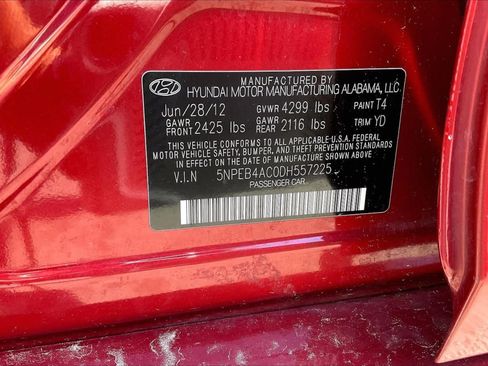 MANUFACTURED BY
HYUNDAI MOTOR MANUFACTURING ALABAMA, LLC
Jun/28/12 GVWR 4299 lbs PAINT T4
GAWR FRONT 2425 lbs GAWR REAR 2116 lbs TRIM YD
THIS VEHICLE CONFORMS TO ALL APPLICABLE U.S.A. FEDERAL
MOTOR VEHICLE SAFETY, BUMPER, AND THEFT PREVENTION
STANDARDS IN EFFECT ON THE DATE OF MANUFACTURE SHOWN ABOVE.
V.I.N 5NPEB4AC0DH557225
PASSENGER CAR